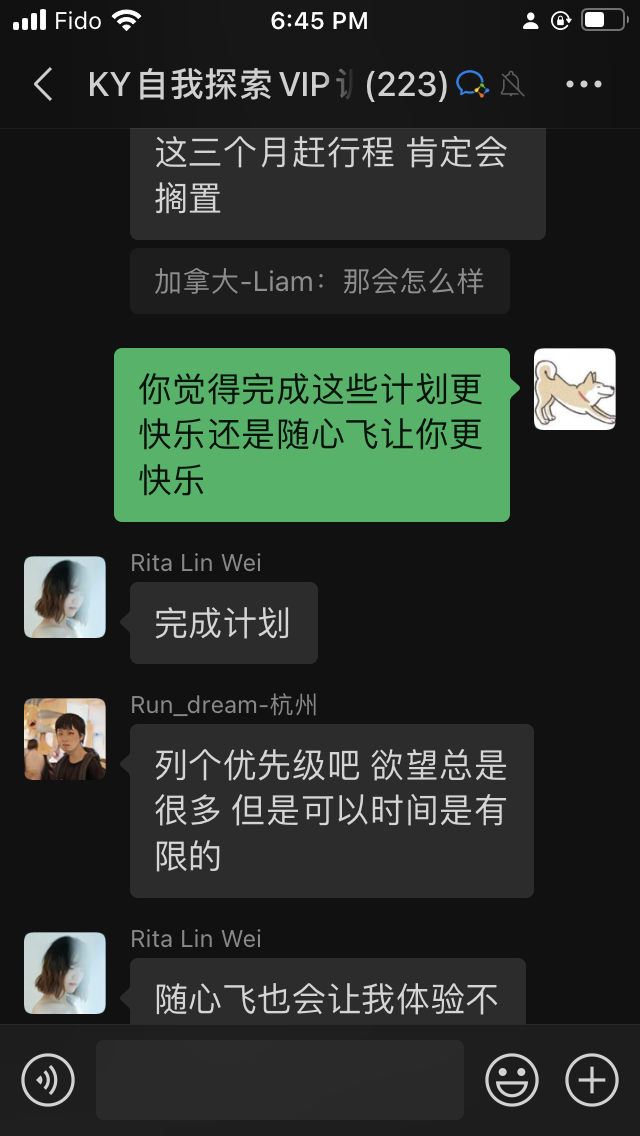 Fido 6:45 PM
KY自我探索VIP (223)
这三个月赶行程 肯定会
搁置
加拿大-Liam：那会怎么样
你觉得完成这些计划更
快乐还是随心飞让你更
快乐
Rita Lin Wei
完成计划
Run_dream-杭州
列个优先级吧 欲望总是
很多 但是可以时间是有
限的
Rita Lin Wei
随心飞也会让我体验不